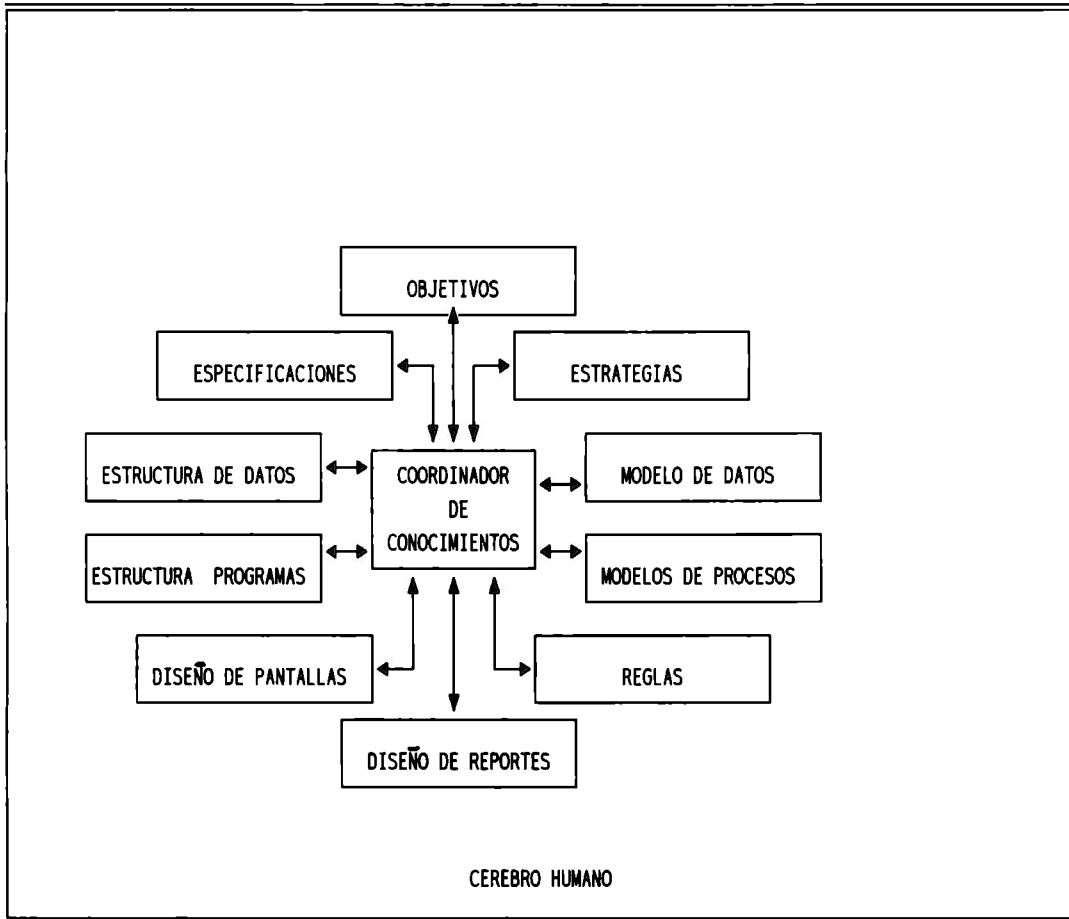 OBJETIVOS
ESPECIFICACIONES
ESTRATEGIAS
ESTRUCTURA DE DATOS
COORDINADOR
DE
CONOCIMIENTOS
MODELO DE DATOS
ESTRUCTURA PROGRAMAS
MODELOS DE PROCESOS
DISEÑO DE PANTALLAS
REGLAS
DISEÑO DE REPORTES
CEREBRO HUMANO